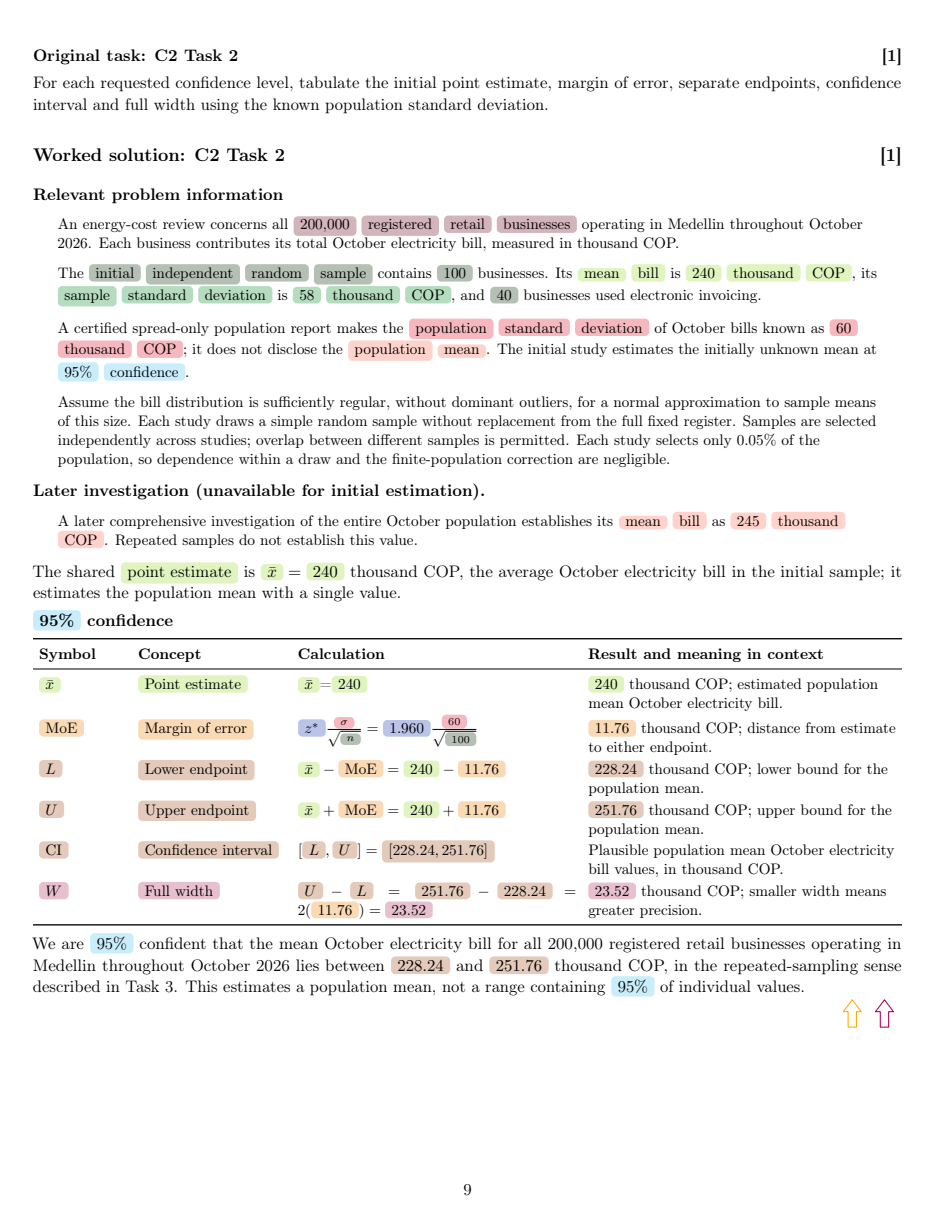 Original task: C2 Task 2 [1]
For each requested confidence level, tabulate the initial point estimate, margin of error, separate endpoints, confidence
interval and full width using the known population standard deviation.
Worked solution: C2 Task 2 [1]
Relevant problem information
An energy-cost review concerns all 200,000 registered retail businesses operating in Medellin throughout October
2026. Each business contributes its total October electricity bill, measured in thousand COP.
The initial independent random sample contains 100 businesses. Its mean bill is 240 thousand COP, its
sample standard deviation is 58 thousand COP, and 40 businesses used electronic invoicing.
A certified spread-only population report makes the population standard deviation of October bills known as 60
thousand COP; it does not disclose the population mean. The initial study estimates the initially unknown mean at
95% confidence.
Assume the bill distribution is sufficiently regular, without dominant outliers, for a normal approximation to sample means
of this size. Each study draws a simple random sample without replacement from the full fixed register. Samples are selected
independently across studies; overlap between different samples is permitted. Each study selects only 0.05% of the
population, so dependence within a draw and the finite-population correction are negligible.
Later investigation (unavailable for initial estimation).
A later comprehensive investigation of the entire October population establishes its mean bill as 245 thousand
COP. Repeated samples do not establish this value.
The shared point estimate is x̄ = 240 thousand COP, the average October electricity bill in the initial sample; it
estimates the population mean with a single value.
95% confidence
Symbol Concept Calculation Result and meaning in context
x̄ Point estimate x̄ = 240 240 thousand COP; estimated population
mean October electricity bill.
MoE Margin of error z* σ/√n = 1.960 60/√100 11.76 thousand COP; distance from estimate
to either endpoint.
L Lower endpoint x̄ − MoE = 240 − 11.76 228.24 thousand COP; lower bound for the
population mean.
U Upper endpoint x̄ + MoE = 240 + 11.76 251.76 thousand COP; upper bound for the
population mean.
CI Confidence interval [L, U] = [228.24, 251.76] Plausible population mean October electricity
bill values, in thousand COP.
W Full width U − L = 251.76 − 228.24 = 23.52 thousand COP; smaller width means
2(11.76) = 23.52 greater precision.
We are 95% confident that the mean October electricity bill for all 200,000 registered retail businesses operating in
Medellin throughout October 2026 lies between 228.24 and 251.76 thousand COP, in the repeated-sampling sense
described in Task 3. This estimates a population mean, not a range containing 95% of individual values.
9